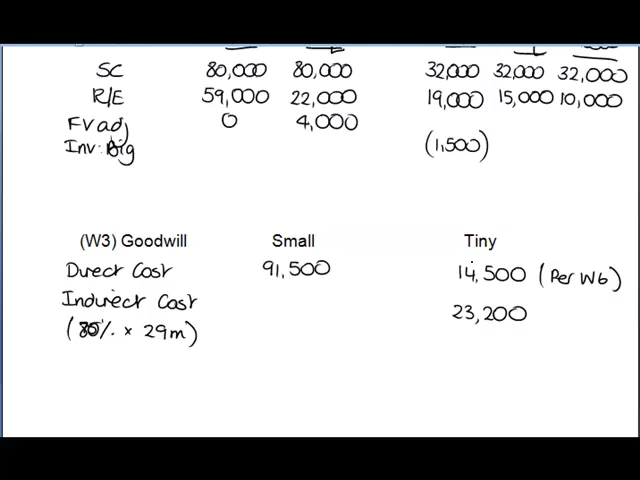 SC 80,000 80,000 32,000 32,000 32,000
R/E 59,000 22,000 19,000 15,000 10,000
FV adj 0 4,000
Inv: Big (1,500)
(W3) Goodwill Small Tiny
Direct Cost 91,500 14,500 (Per W6)
Indirect Cost
23,200
(80% × 29m)